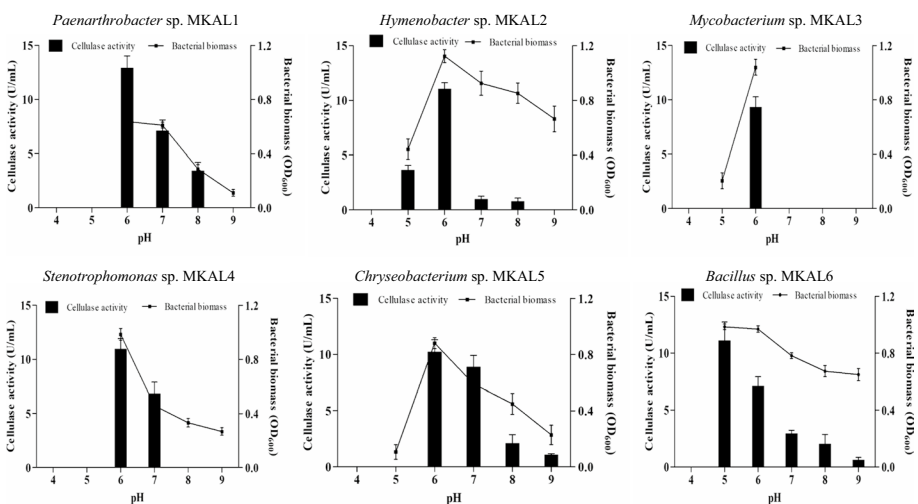 Paenarthrobacter sp. MKAL1
Cellulase activity
Bacterial biomass
Cellulase activity (U/mL)
15
10
5
0
Bacterial biomass (OD600)
1.2
0.8
0.4
0.0
4 5 6 7 8 9
pH
Hymenobacter sp. MKAL2
Cellulase activity
Bacterial biomass
Cellulase activity (U/mL)
15
10
5
0
Bacterial biomass (OD600)
1.2
0.8
0.4
0.0
4 5 6 7 8 9
pH
Mycobacterium sp. MKAL3
Cellulase activity
Bacterial biomass
Cellulase activity (U/mL)
15
10
5
0
Bacterial biomass (OD600)
1.2
0.8
0.4
0.0
4 5 6 7 8 9
pH
Stenotrophomonas sp. MKAL4
Cellulase activity
Bacterial biomass
Cellulase activity (U/mL)
15
10
5
0
Bacterial biomass (OD600)
1.2
0.8
0.4
0.0
4 5 6 7 8 9
pH
Chryseobacterium sp. MKAL5
Cellulase activity
Bacterial biomass
Cellulase activity (U/mL)
15
10
5
0
Bacterial biomass (OD600)
1.2
0.8
0.4
0.0
4 5 6 7 8 9
pH
Bacillus sp. MKAL6
Cellulase activity
Bacterial biomass
Cellulase activity (U/mL)
15
10
5
0
Bacterial biomass (OD600)
1.2
0.8
0.4
0.0
4 5 6 7 8 9
pH